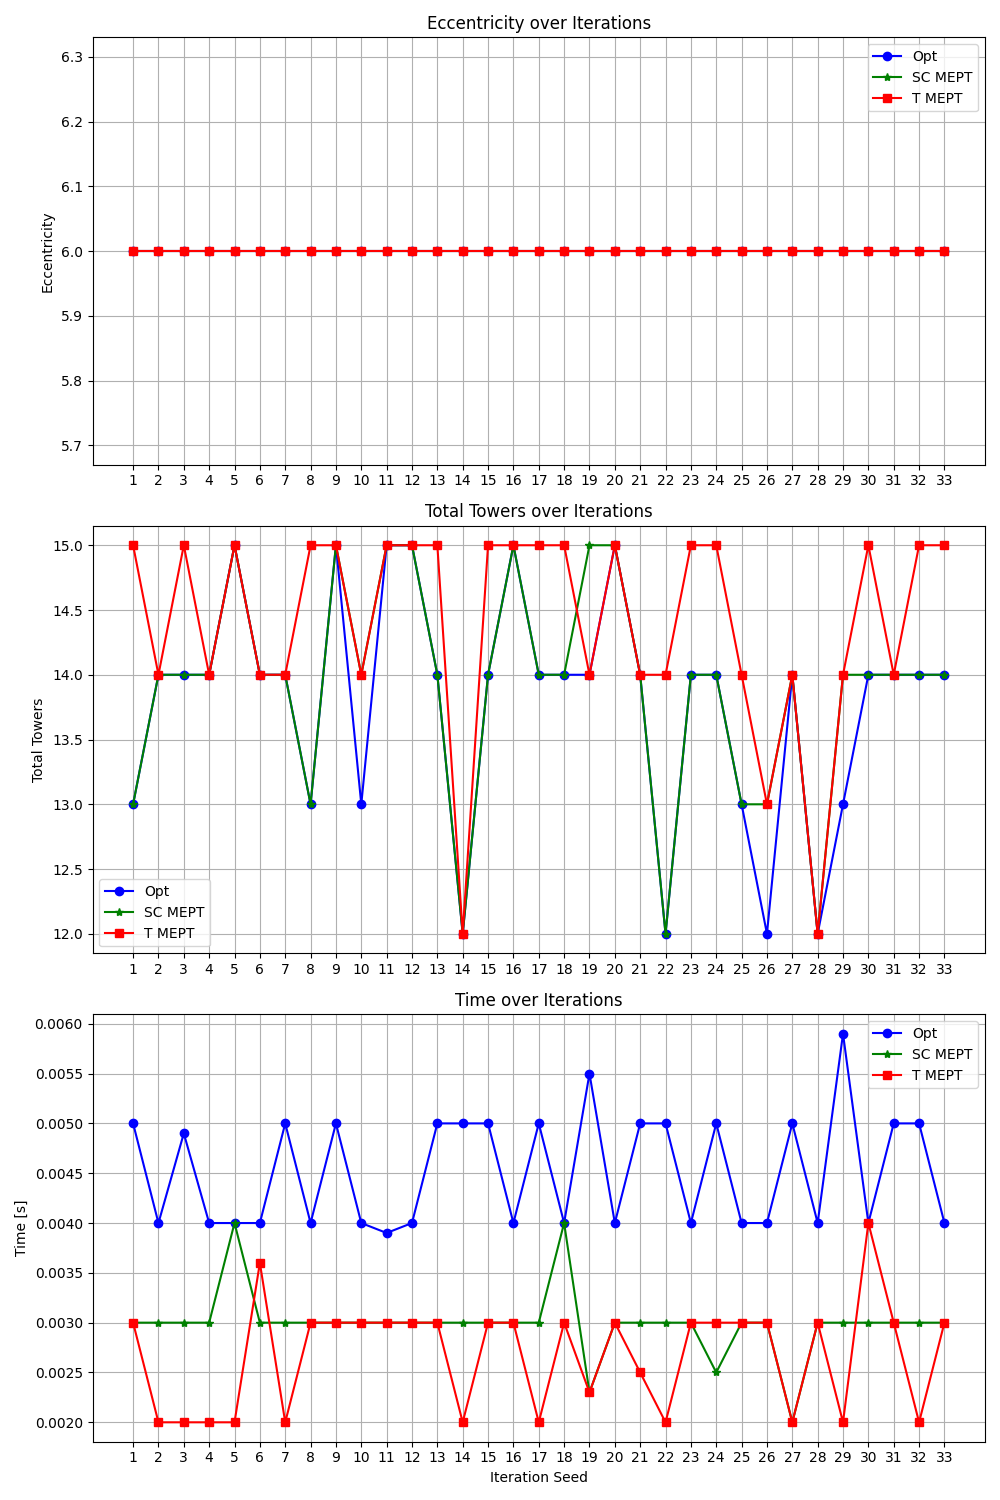 Eccentricity over Iterations
6.3
6.2
6.1
6.0
5.9
5.8
5.7
Eccentricity
Opt
SC MEPT
T MEPT
1 2 3 4 5 6 7 8 9 10 11 12 13 14 15 16 17 18 19 20 21 22 23 24 25 26 27 28 29 30 31 32 33
Total Towers over Iterations
15.0
14.5
14.0
13.5
13.0
12.5
12.0
Total Towers
Opt
SC MEPT
T MEPT
1 2 3 4 5 6 7 8 9 10 11 12 13 14 15 16 17 18 19 20 21 22 23 24 25 26 27 28 29 30 31 32 33
Time over Iterations
0.0060
0.0055
0.0050
0.0045
0.0040
0.0035
0.0030
0.0025
0.0020
Time [s]
Opt
SC MEPT
T MEPT
1 2 3 4 5 6 7 8 9 10 11 12 13 14 15 16 17 18 19 20 21 22 23 24 25 26 27 28 29 30 31 32 33
Iteration Seed